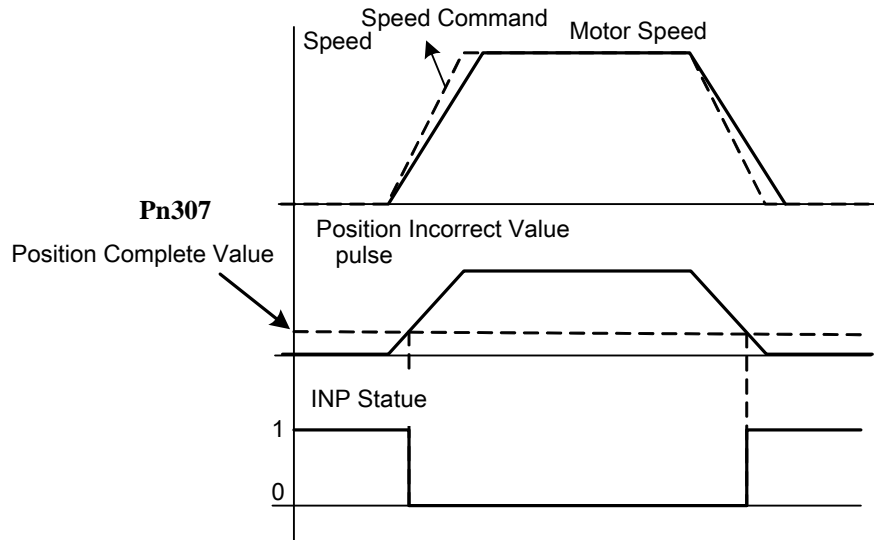 Speed Command
Speed
Motor Speed
Pn307
Position Complete Value
Position Incorrect Value
pulse
INP Statue
1
0